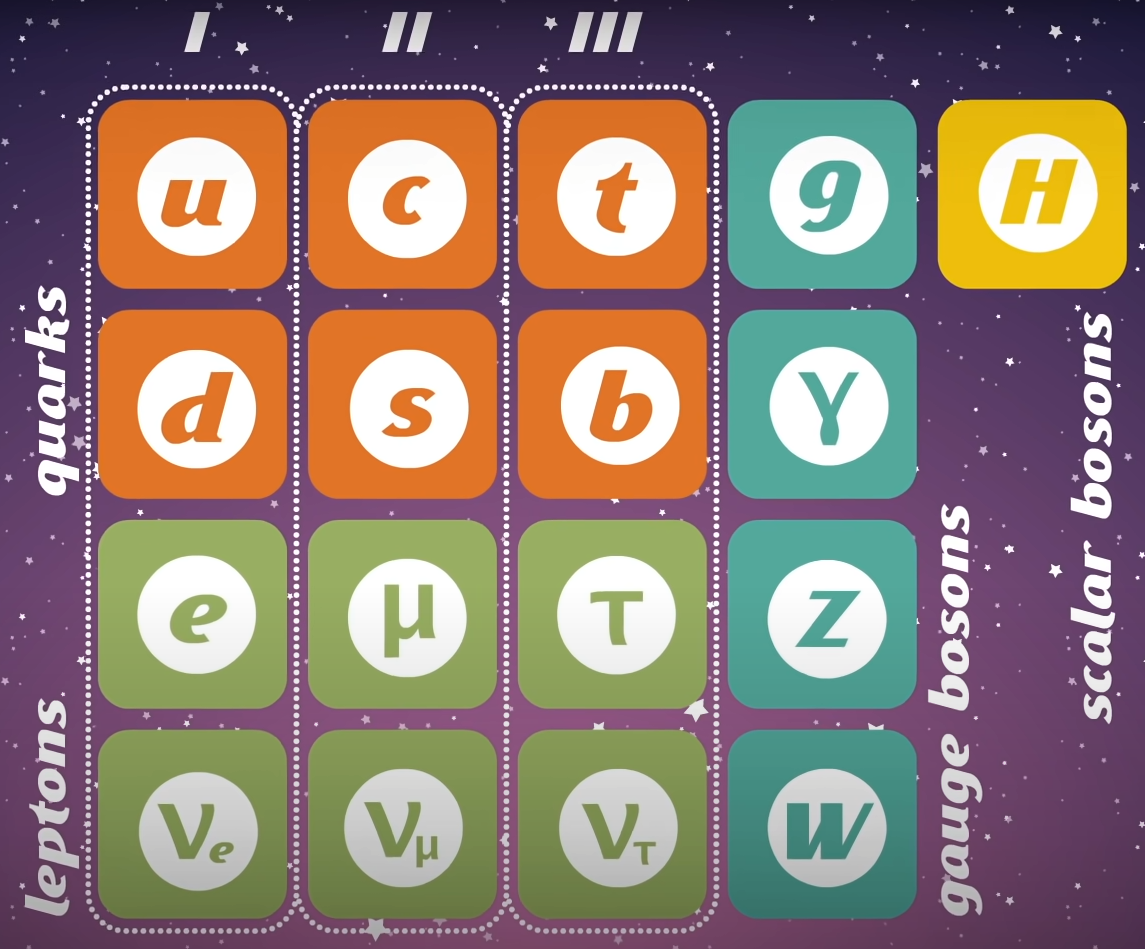 I II III
u c t g H
d s b γ
e μ τ Z
νe νμ ντ W
quarks
leptons
gauge bosons
scalar bosons